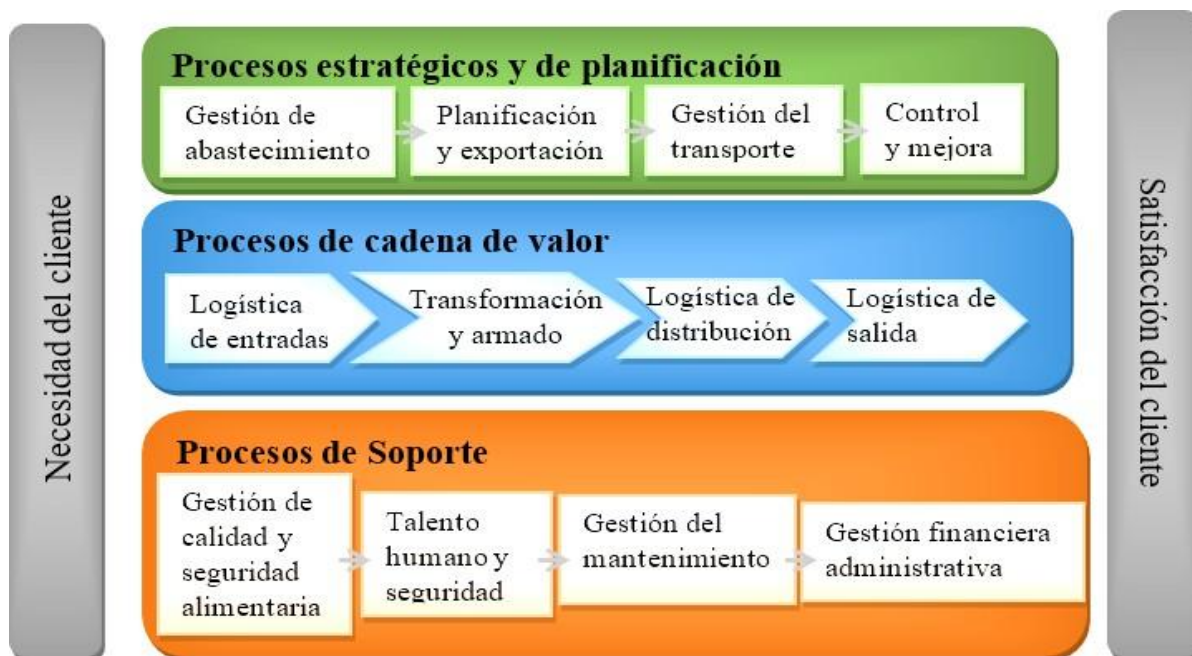 Necesidad del cliente
Procesos estratégicos y de planificación
Gestión de
abastecimiento
Planificación
y exportación
Gestión del
transporte
Control
y mejora
Procesos de cadena de valor
Logística
de entradas
Transformación
y armado
Logística de
distribución
Logística de
salida
Procesos de Soporte
Gestión de
calidad y
seguridad
alimentaria
Talento
humano y
seguridad
Gestión del
mantenimiento
Gestión financiera
administrativa
Satisfacción del cliente